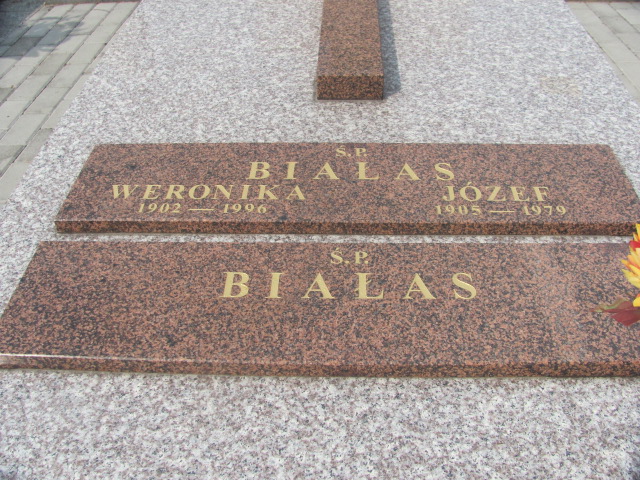 Ś.P.
BIAŁAS
WERONIKA JÓZEF
1902 — 1996 1905 — 1979
Ś.P.
BIAŁAS